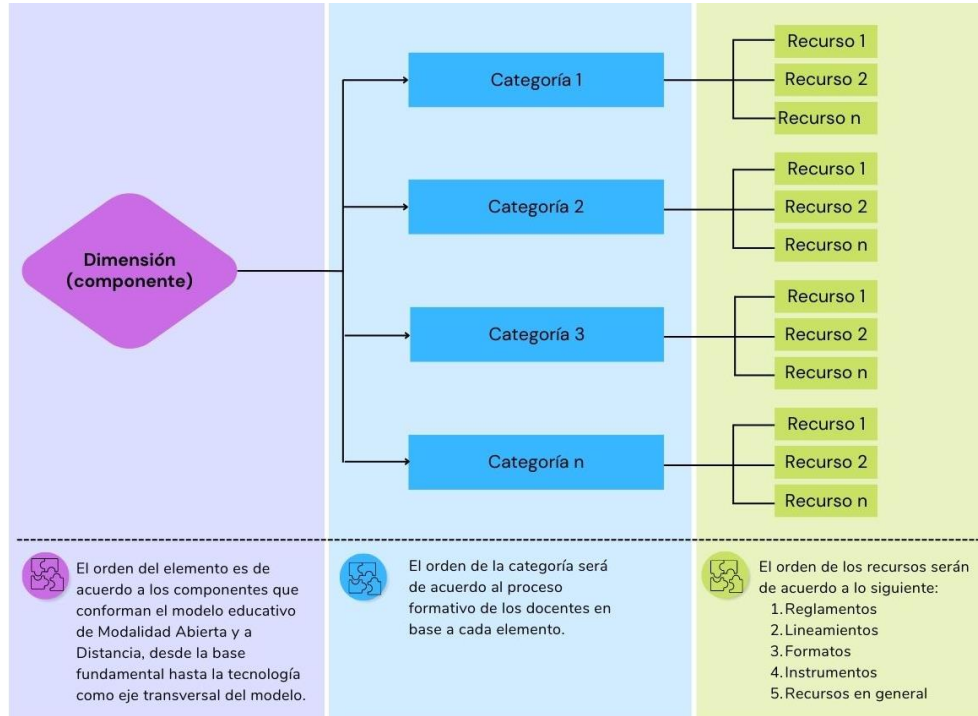 Dimensión
(componente)
Categoría 1
Recurso 1
Recurso 2
Recurso n
Categoría 2
Recurso 1
Recurso 2
Recurso n
Categoría 3
Recurso 1
Recurso 2
Recurso n
Categoría n
Recurso 1
Recurso 2
Recurso n
El orden del elemento es de
acuerdo a los componentes que
conforman el modelo educativo
de Modalidad Abierta y a
Distancia, desde la base
fundamental hasta la tecnología
como eje transversal del modelo.
El orden de la categoría será
de acuerdo al proceso
formativo de los docentes en
base a cada elemento.
El orden de los recursos serán
de acuerdo a lo siguiente:
1. Reglamentos
2. Lineamientos
3. Formatos
4. Instrumentos
5. Recursos en general